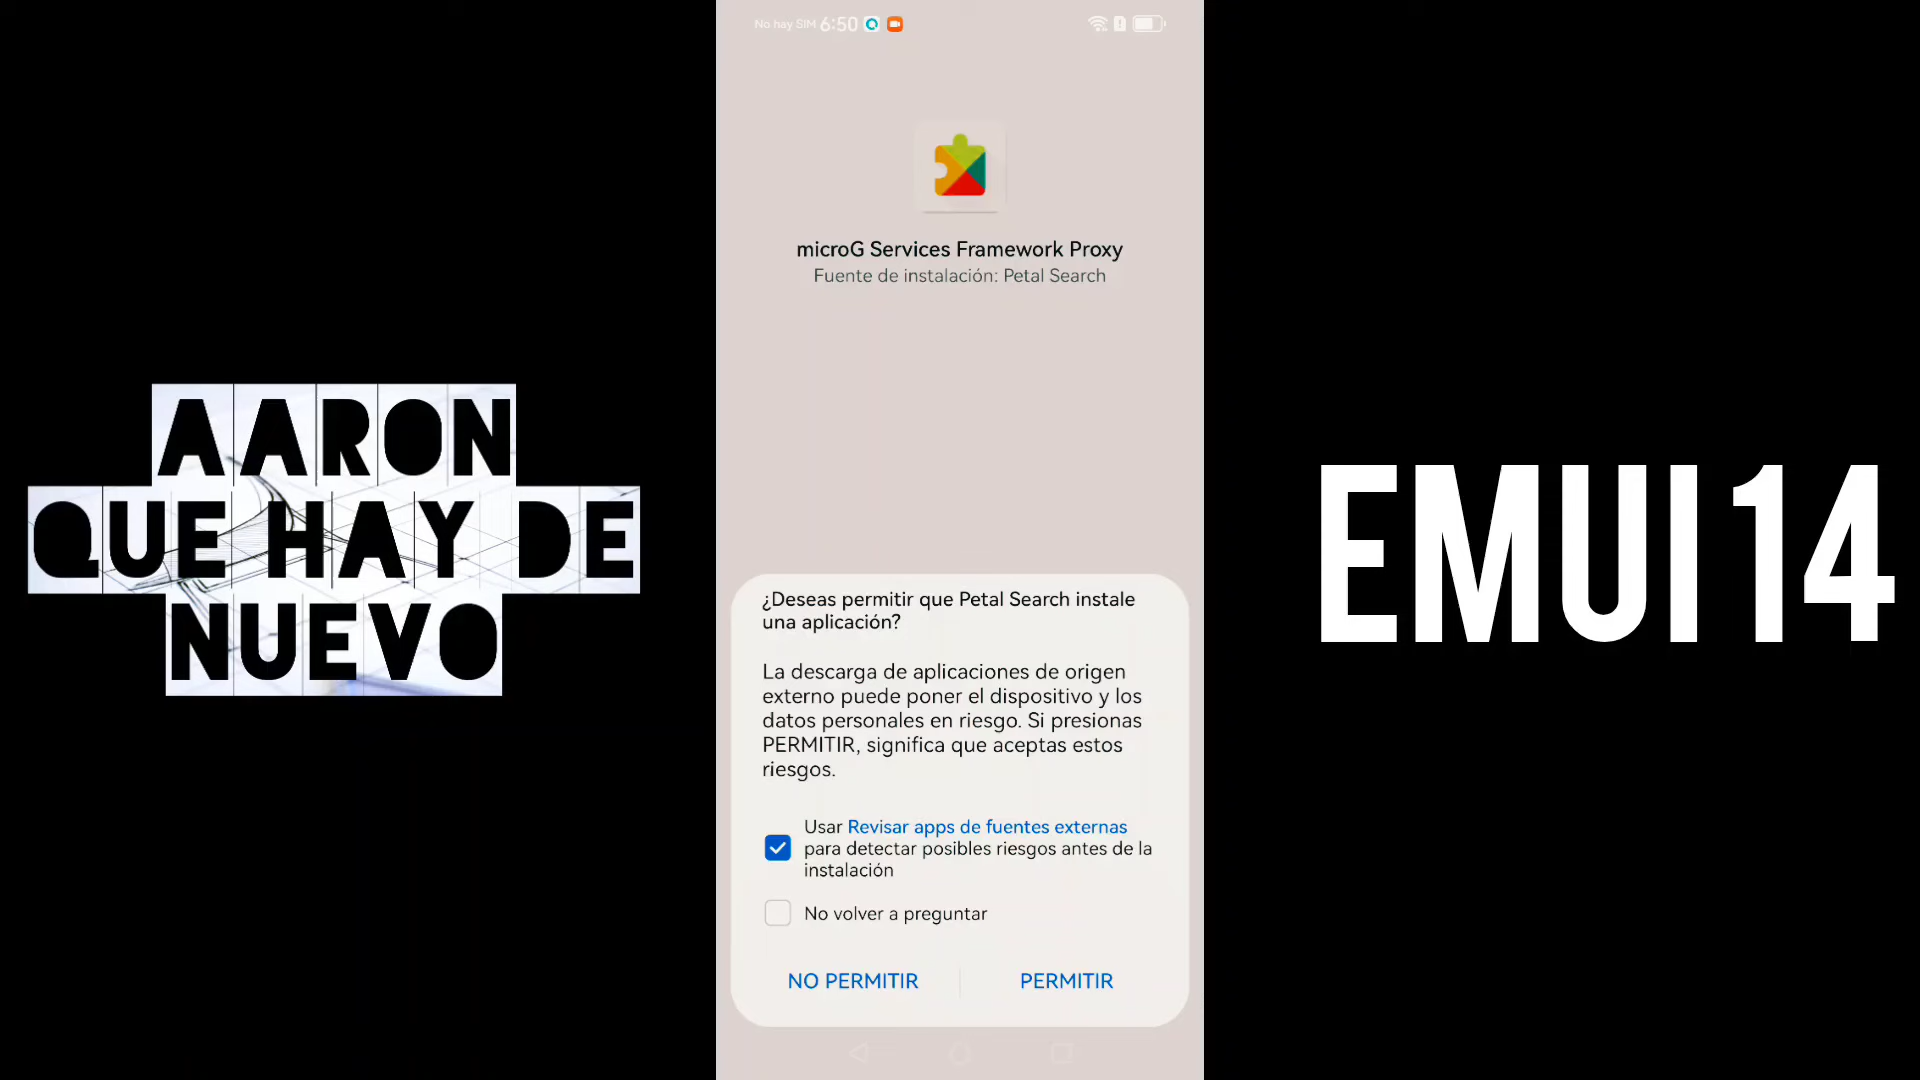 No hay SIM 6:50
microG Services Framework Proxy
Fuente de instalación: Petal Search
AARON
QUE HAY DE
NUEVO
EMUI 14
¿Deseas permitir que Petal Search instale
una aplicación?
La descarga de aplicaciones de origen
externo puede poner el dispositivo y los
datos personales en riesgo. Si presionas
PERMITIR, significa que aceptas estos
riesgos.
Usar Revisar apps de fuentes externas
para detectar posibles riesgos antes de la
instalación
No volver a preguntar
NO PERMITIR
PERMITIR